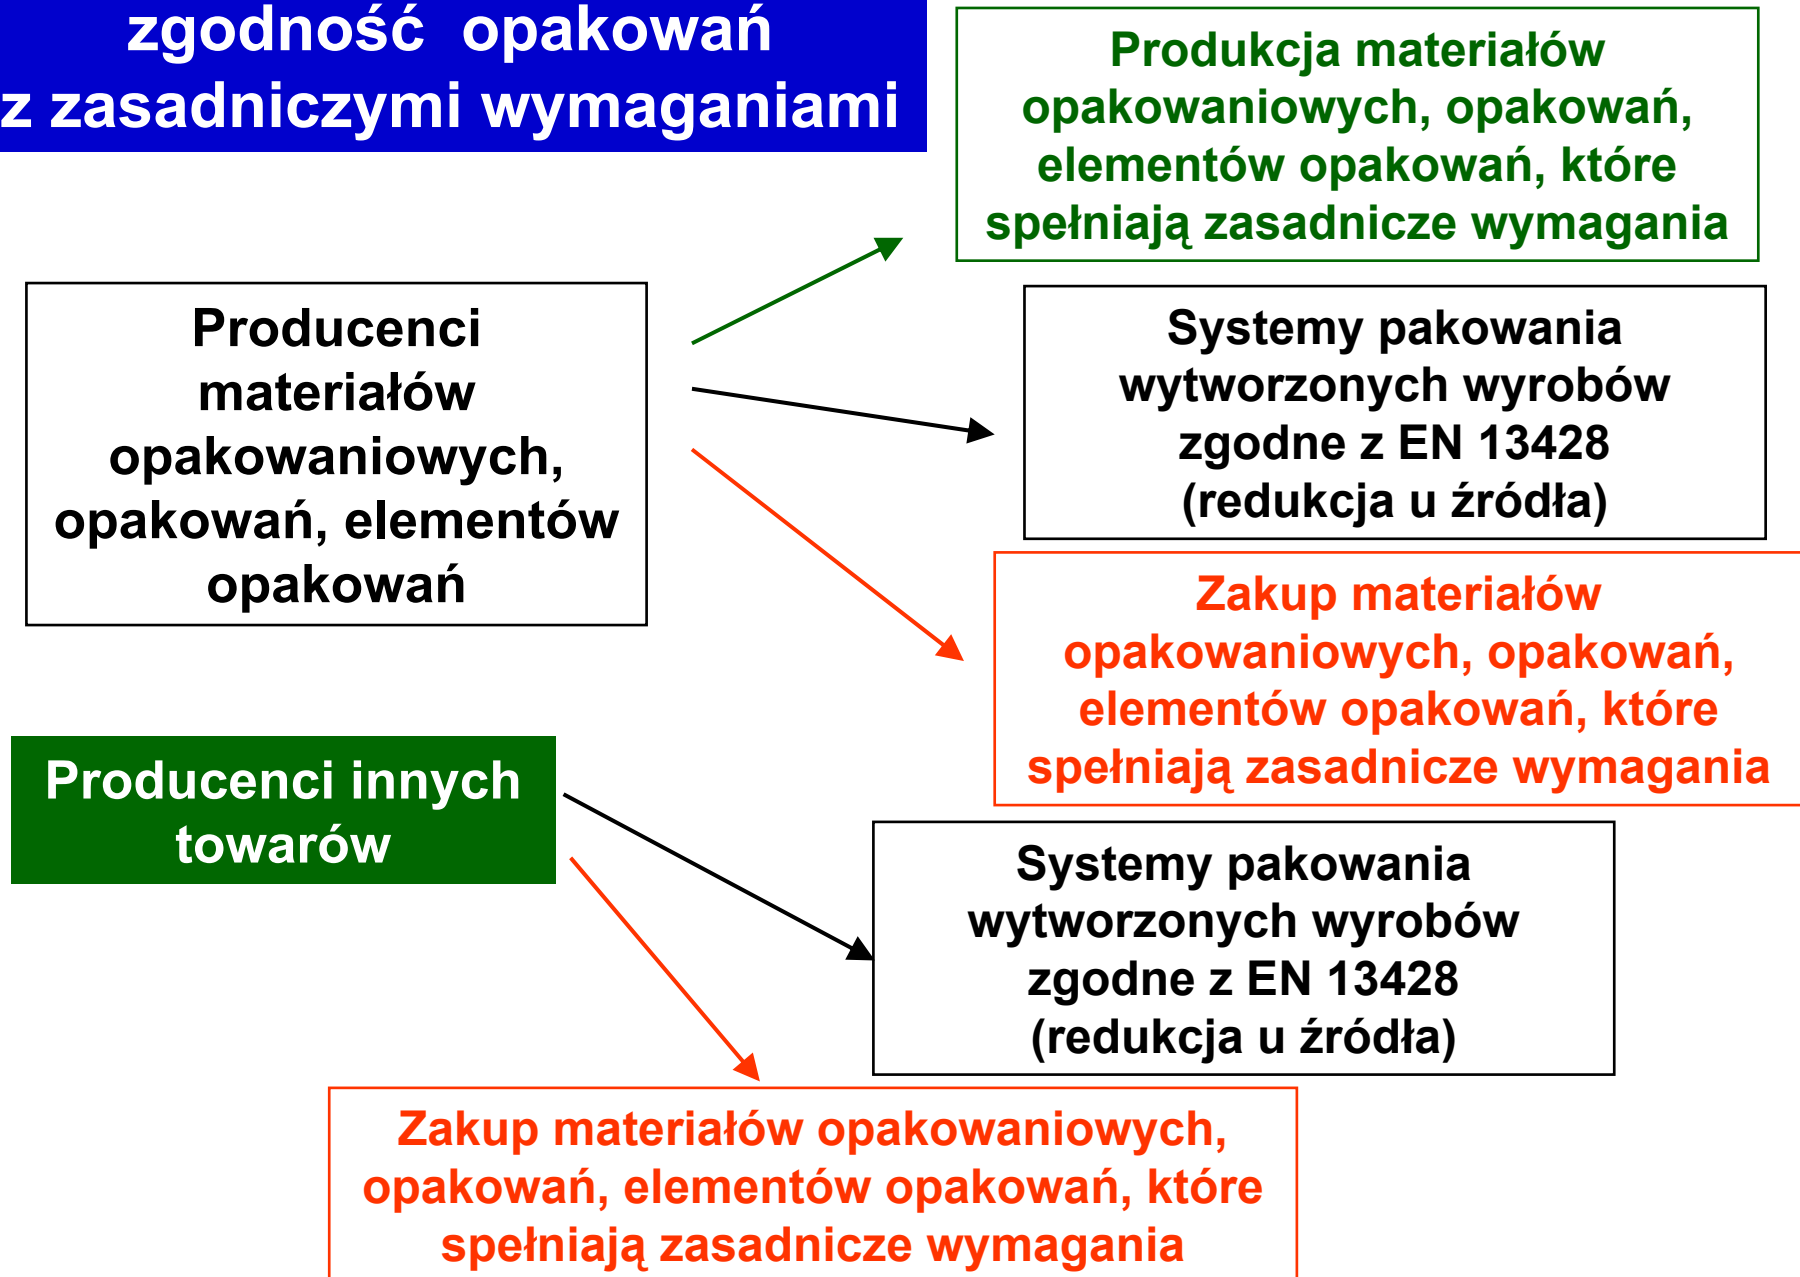 zgodność opakowań
z zasadniczymi wymaganiami
Produkcja materiałów
opakowaniowych, opakowań,
elementów opakowań, które
spełniają zasadnicze wymagania
Producenci
materiałów
opakowaniowych,
opakowań, elementów
opakowań
Systemy pakowania
wytworzonych wyrobów
zgodne z EN 13428
(redukcja u źródła)
Zakup materiałów
opakowaniowych, opakowań,
elementów opakowań, które
spełniają zasadnicze wymagania
Producenci innych
towarów
Systemy pakowania
wytworzonych wyrobów
zgodne z EN 13428
(redukcja u źródła)
Zakup materiałów opakowaniowych,
opakowań, elementów opakowań, które
spełniają zasadnicze wymagania